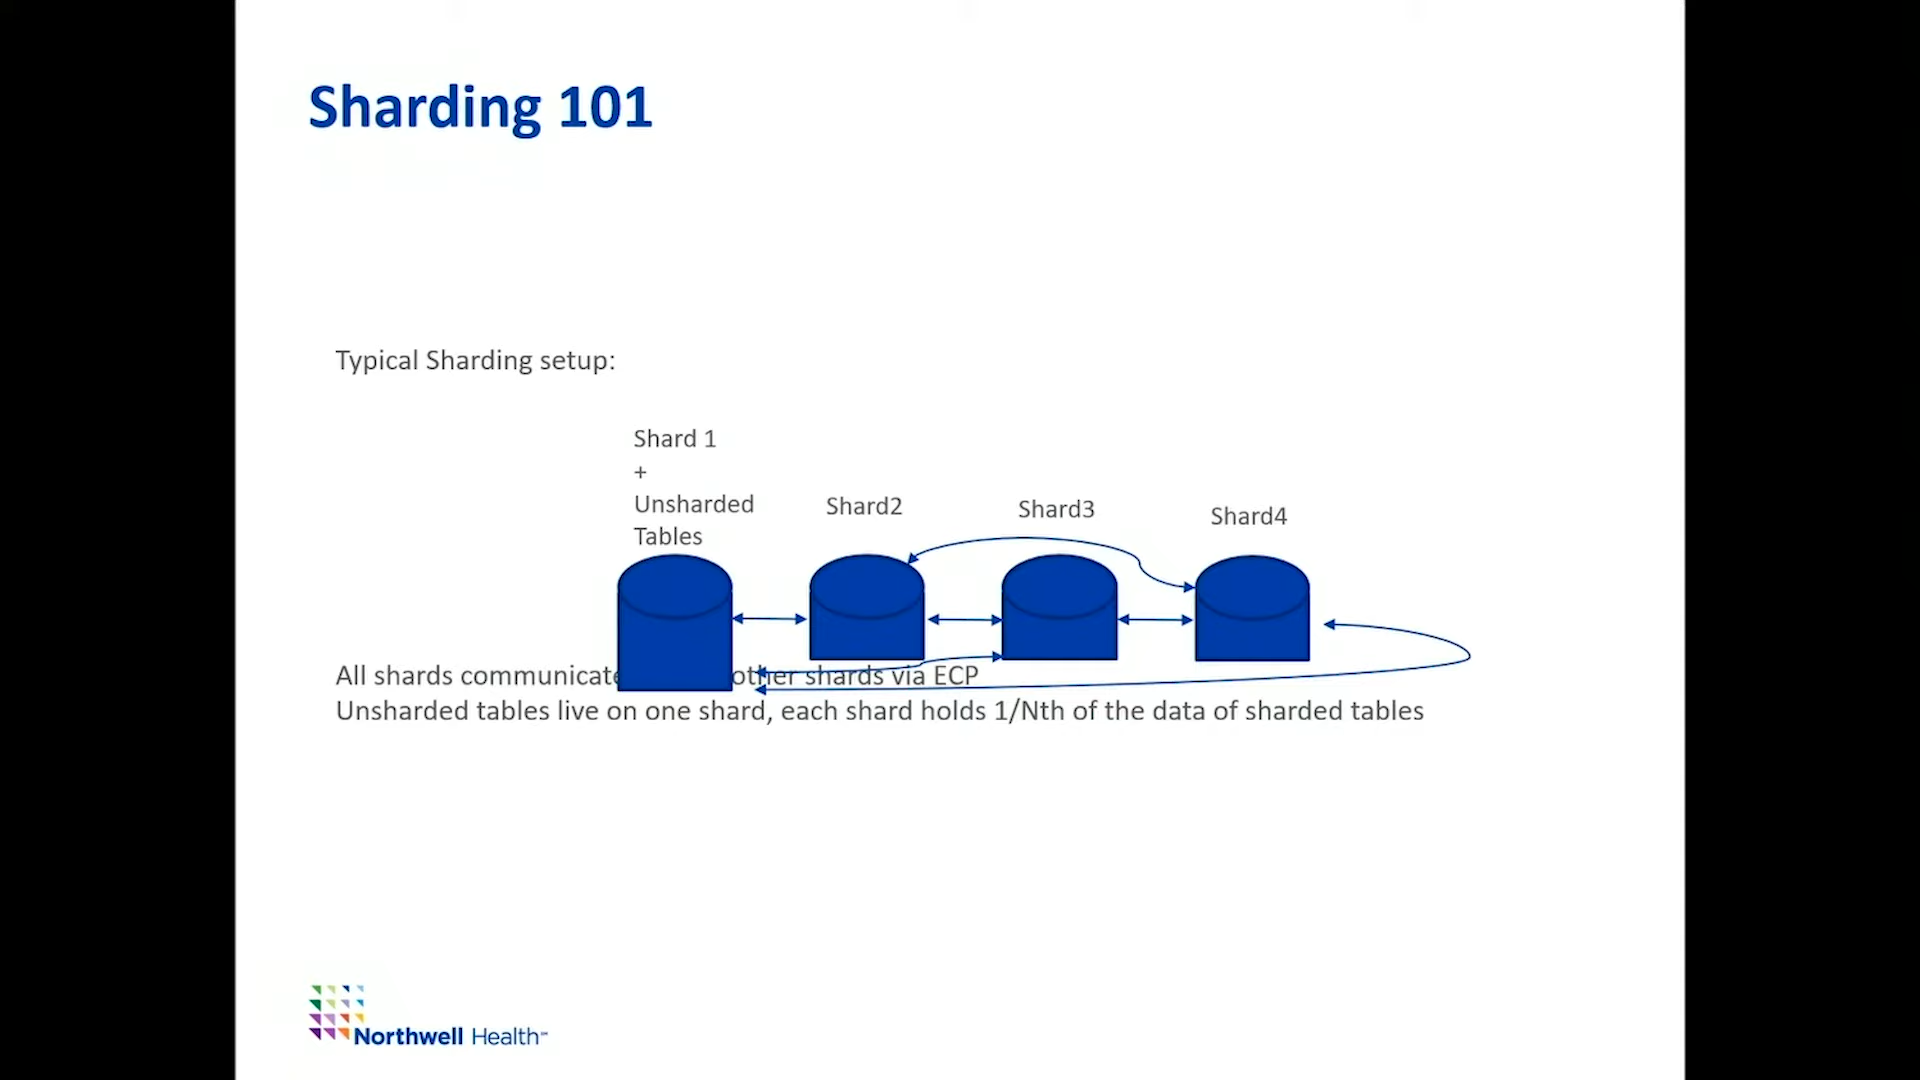 Sharding 101
Typical Sharding setup:
Shard 1
+
Unsharded
Tables
Shard2
Shard3
Shard4
All shards communicate other shards via ECP
Unsharded tables live on one shard, each shard holds 1/Nth of the data of sharded tables
Northwell Health℠